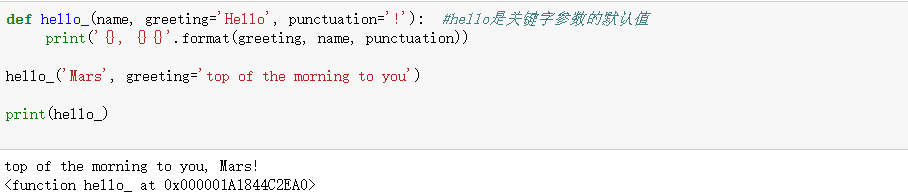 def hello_(name, greeting='Hello', punctuation='!'):  #hello是关键字参数的默认值
    print('{}, {}{}'.format(greeting, name, punctuation))
hello_('Mars', greeting='top of the morning to you')
print(hello_)
top of the morning to you, Mars!
<function hello_ at 0x000001A1844C2EA0>